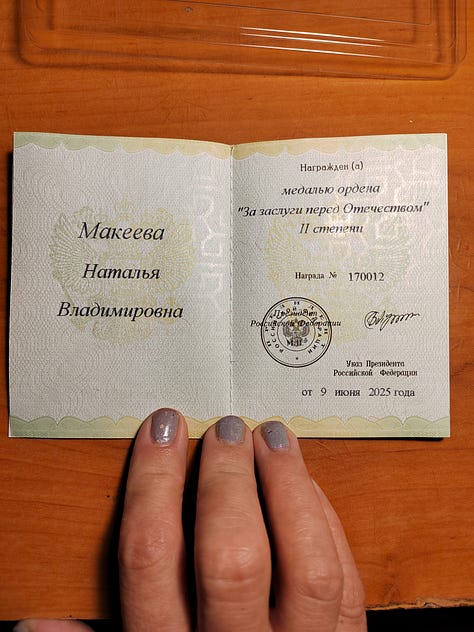 Макеева
Наталья
Владимировна
Награжден (а)
медалью ордена
"За заслуги перед Отечеством"
II степени
Награда № 170012
Президент
Российской Федерации
М.П.
Указ Президента
Российской Федерации
от 9 июня 2025 года